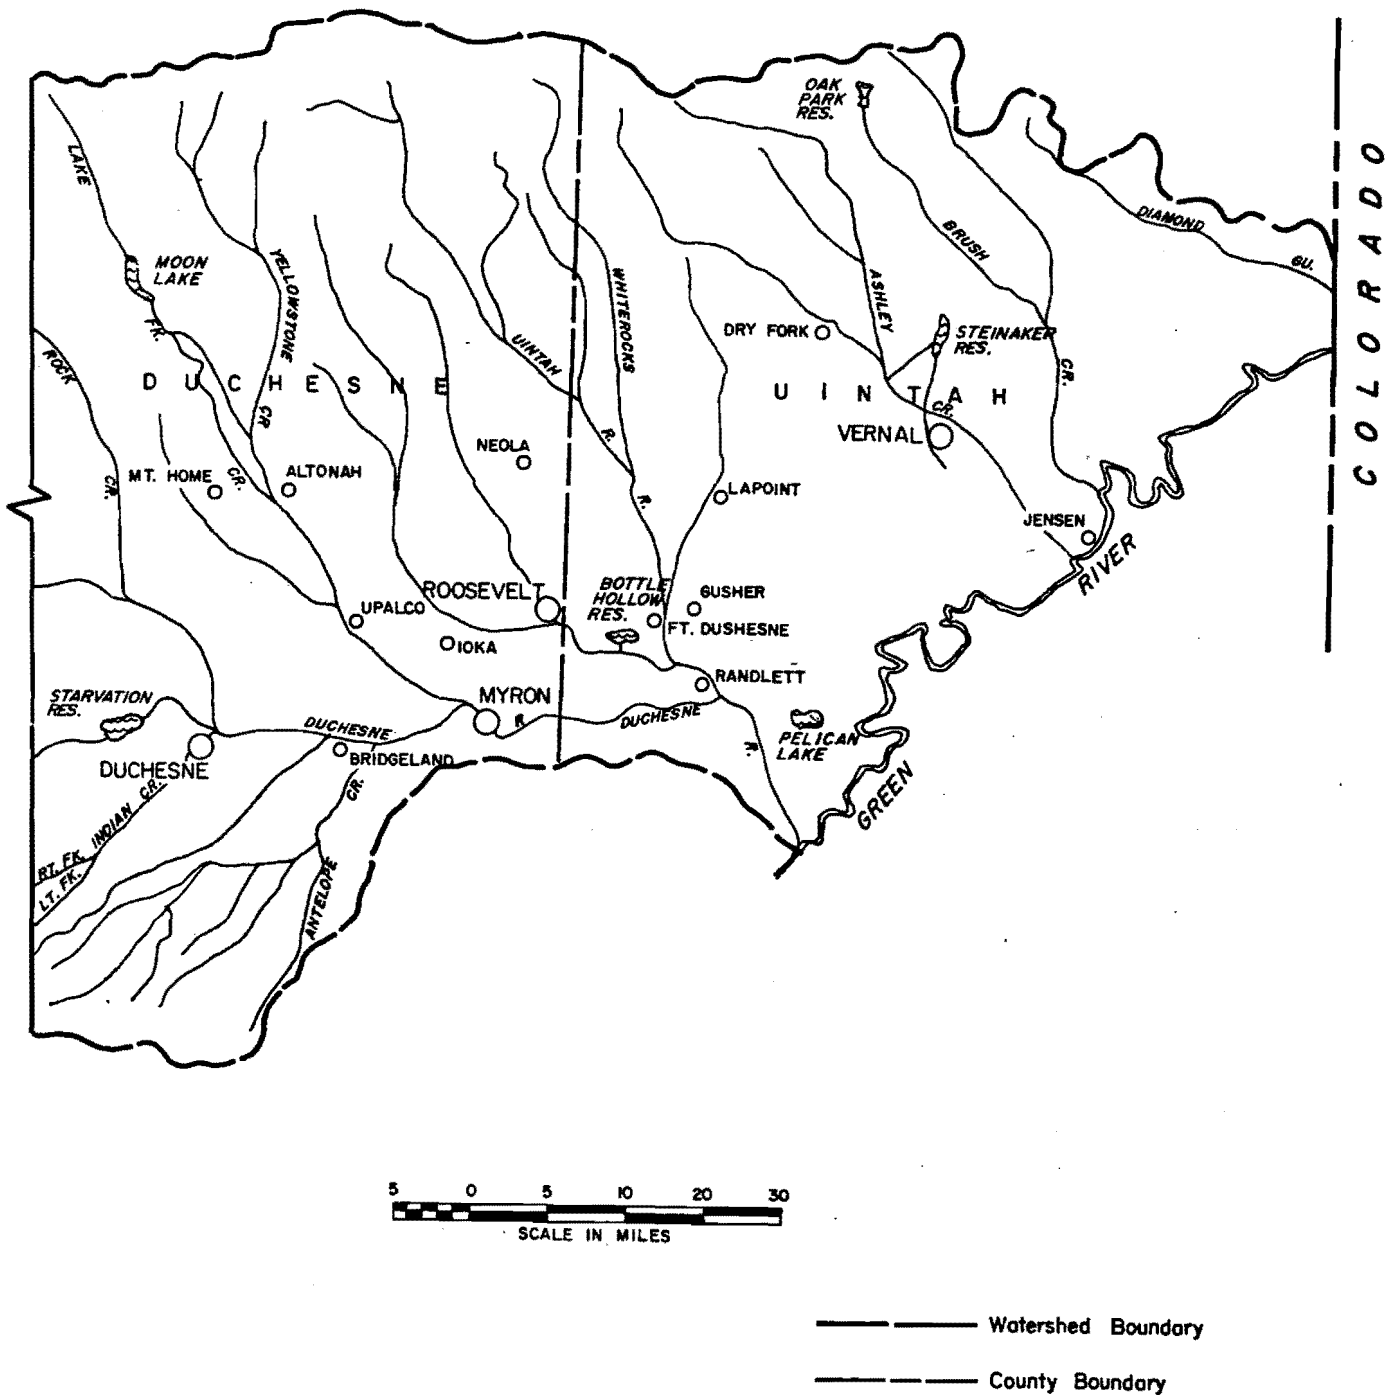 OAK
PARK
RES.
COLORADO
LAKE
DIAMOND
GU.
MOON
LAKE
FR.
YELLOWSTONE
WHITEROCKS
BRUSH
ASHLEY
DRY FORK
STEINAKER
RES.
UINTAH
ROCK
DUCHESNE
UINTAH
CR.
CR.
CR
VERNAL
R.
NEOLA
MT. HOME
CR.
ALTONAH
CR.
R.
LAPOINT
JENSEN
RIVER
ROOSEVELT
BOTTLE
HOLLOW
RES.
GUSHER
UPALCO
FT. DUSHESNE
IOKA
RANDLETT
STARVATION
RES.
MYRON
R
DUCHESNE
DUCHESNE
R.
PELICAN
LAKE
BRIDGELAND
DUCHESNE
GREEN
CR.
RT. FK. INDIAN CR.
LT. FK.
ANTELOPE
5 0 5 10 20 30
SCALE IN MILES
Watershed Boundary
County Boundary